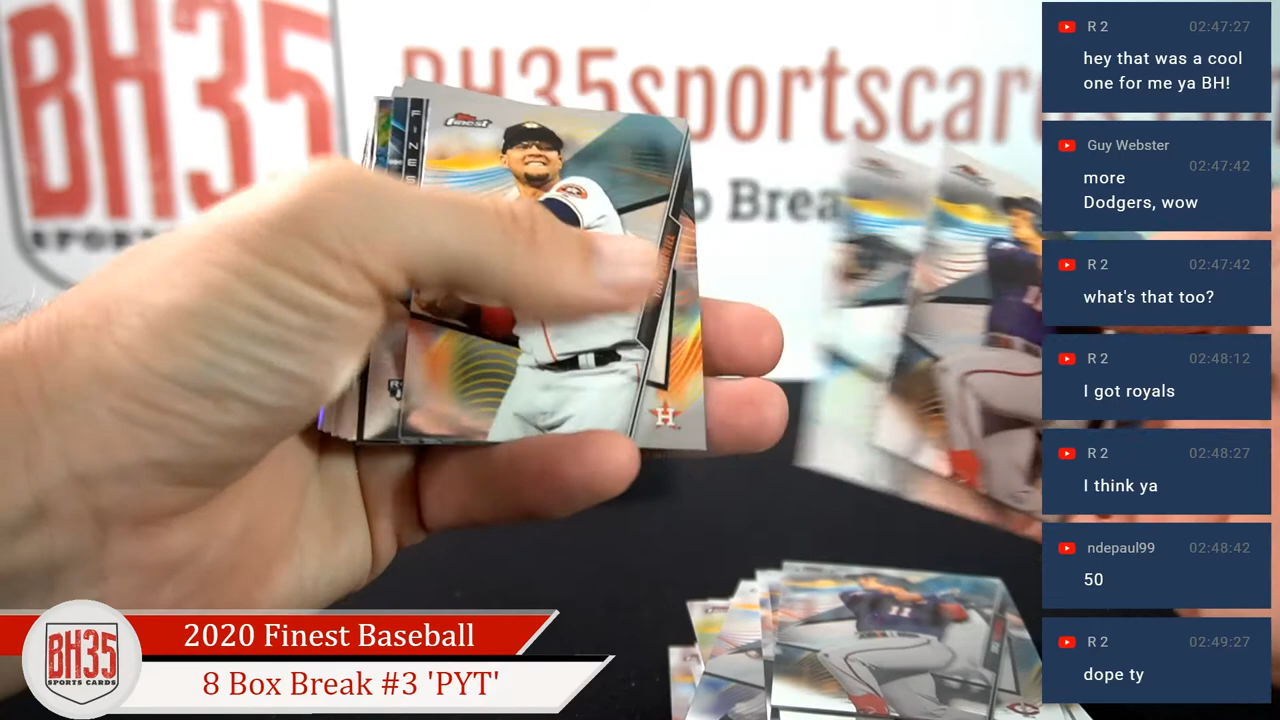 BH35
SPORTS
BH35sportscar
Brea
Finest
FINES
H
11
R 2 02:47:27
hey that was a cool
one for me ya BH!
Guy Webster
02:47:42
more
Dodgers, wow
R 2 02:47:42
what's that too?
R 2 02:48:12
I got royals
R 2 02:48:27
I think ya
ndepaul99 02:48:42
50
R 2 02:49:27
dope ty
BH35
SPORTS CARDS
2020 Finest Baseball
8 Box Break #3 'PYT'